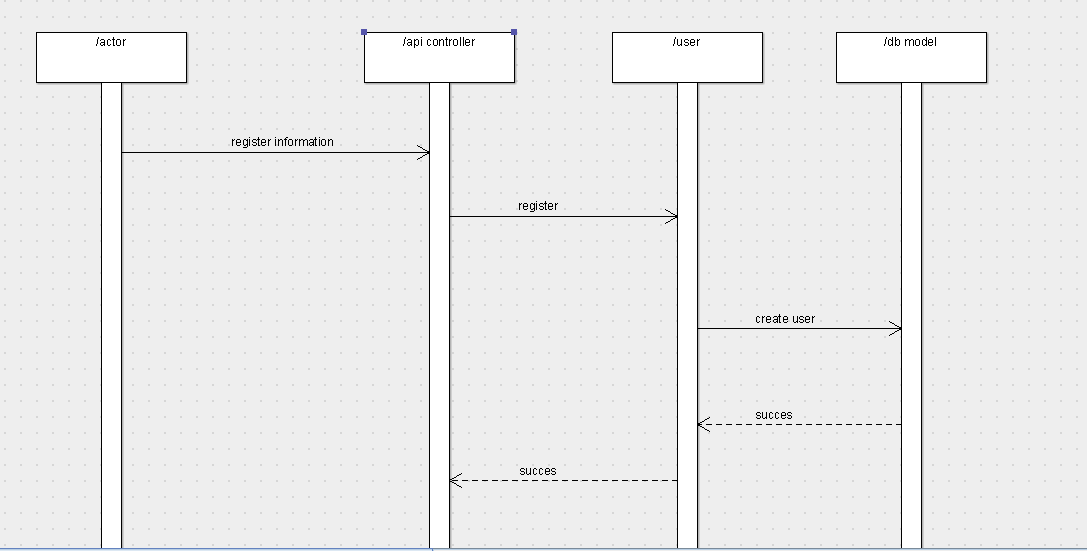 /actor
/api controller
/user
/db model
register information
register
create user
succes
succes